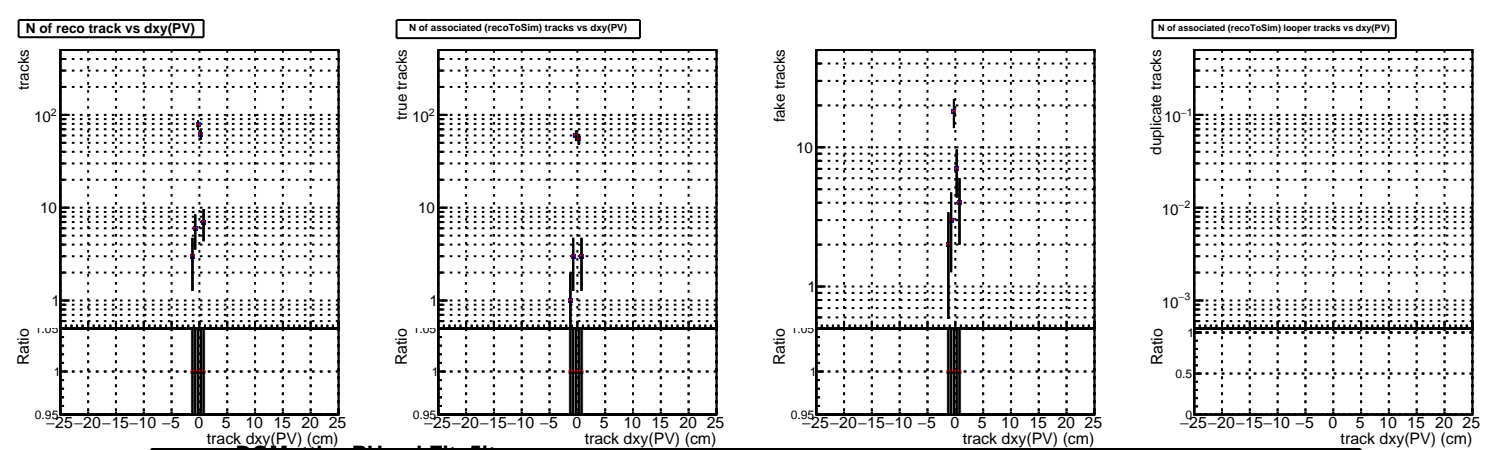 N of reco track vs dxy(PV)
tracks
10²
10
1
Ratio
1.05
1
0.95
−25 −20 −15 −10 −5 0 5 10 15 20 25
track dxy(PV) (cm)
N of associated (recoToSim) tracks vs dxy(PV)
true tracks
10²
10
1
Ratio
1.05
1
0.95
−25 −20 −15 −10 −5 0 5 10 15 20 25
track dxy(PV) (cm)
fake tracks
10
1
Ratio
1.05
1
0.95
−25 −20 −15 −10 −5 0 5 10 15 20 25
track dxy(PV) (cm)
N of associated (recoToSim) looper tracks vs dxy(PV)
duplicate tracks
10⁻¹
10⁻²
10⁻³
Ratio
1
0.5
0
−25 −20 −15 −10 −5 0 5 10 15 20 25
track dxy(PV) (cm)